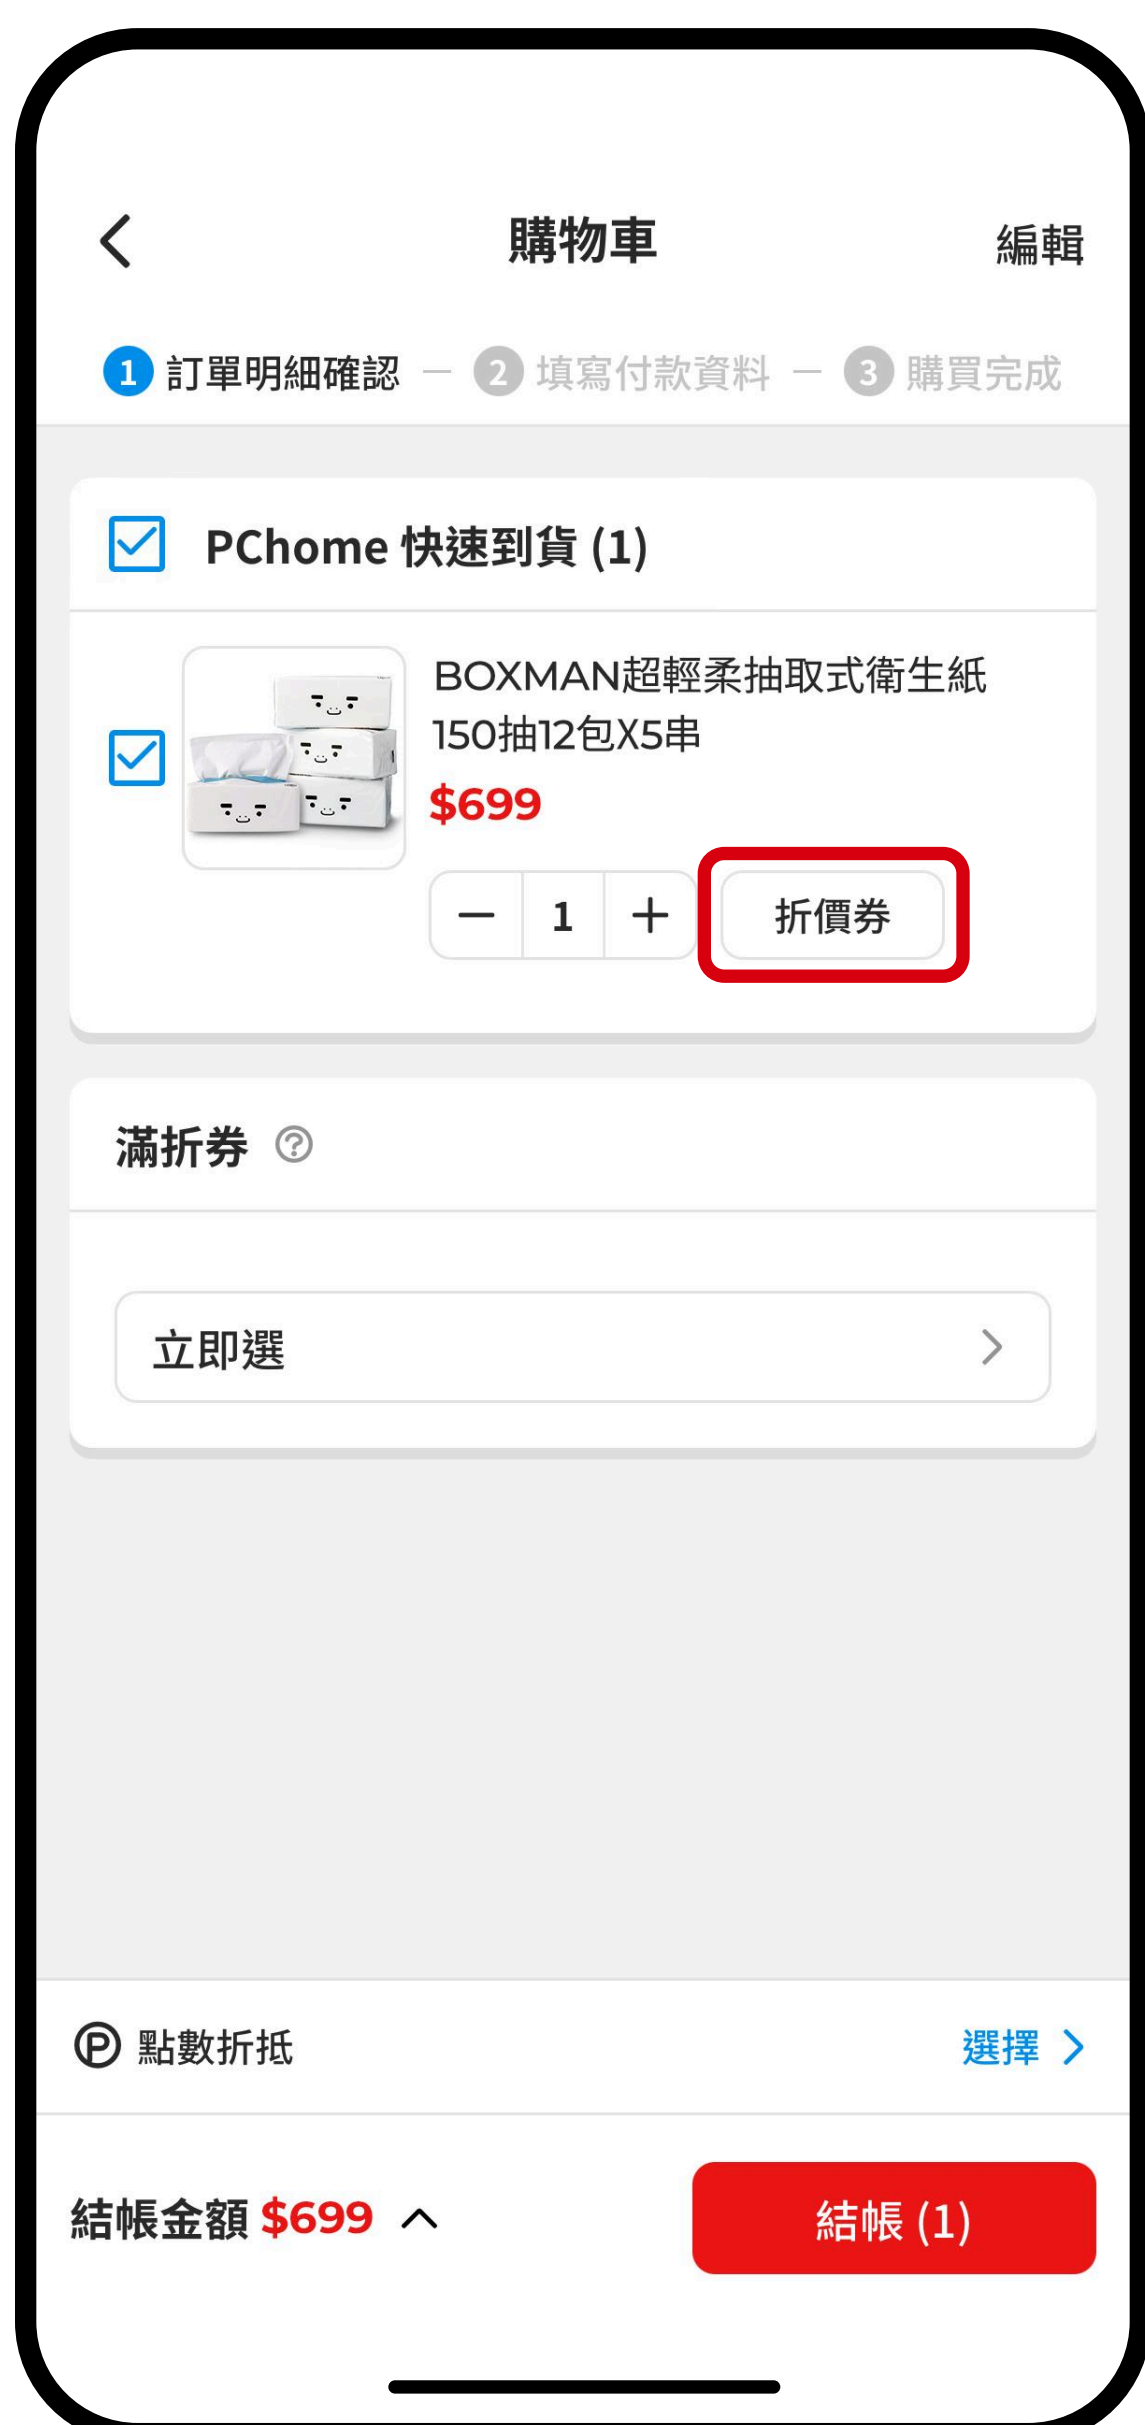 購物車
編輯
1 訂單明細確認 — 2 填寫付款資料 — 3 購買完成
PChome 快速到貨 (1)
BOXMAN超輕柔抽取式衛生紙
150抽12包X5串
$699
— 1 + 折價券
滿折券 ?
立即選
P 點數折抵
選擇
結帳金額 $699
結帳 (1)